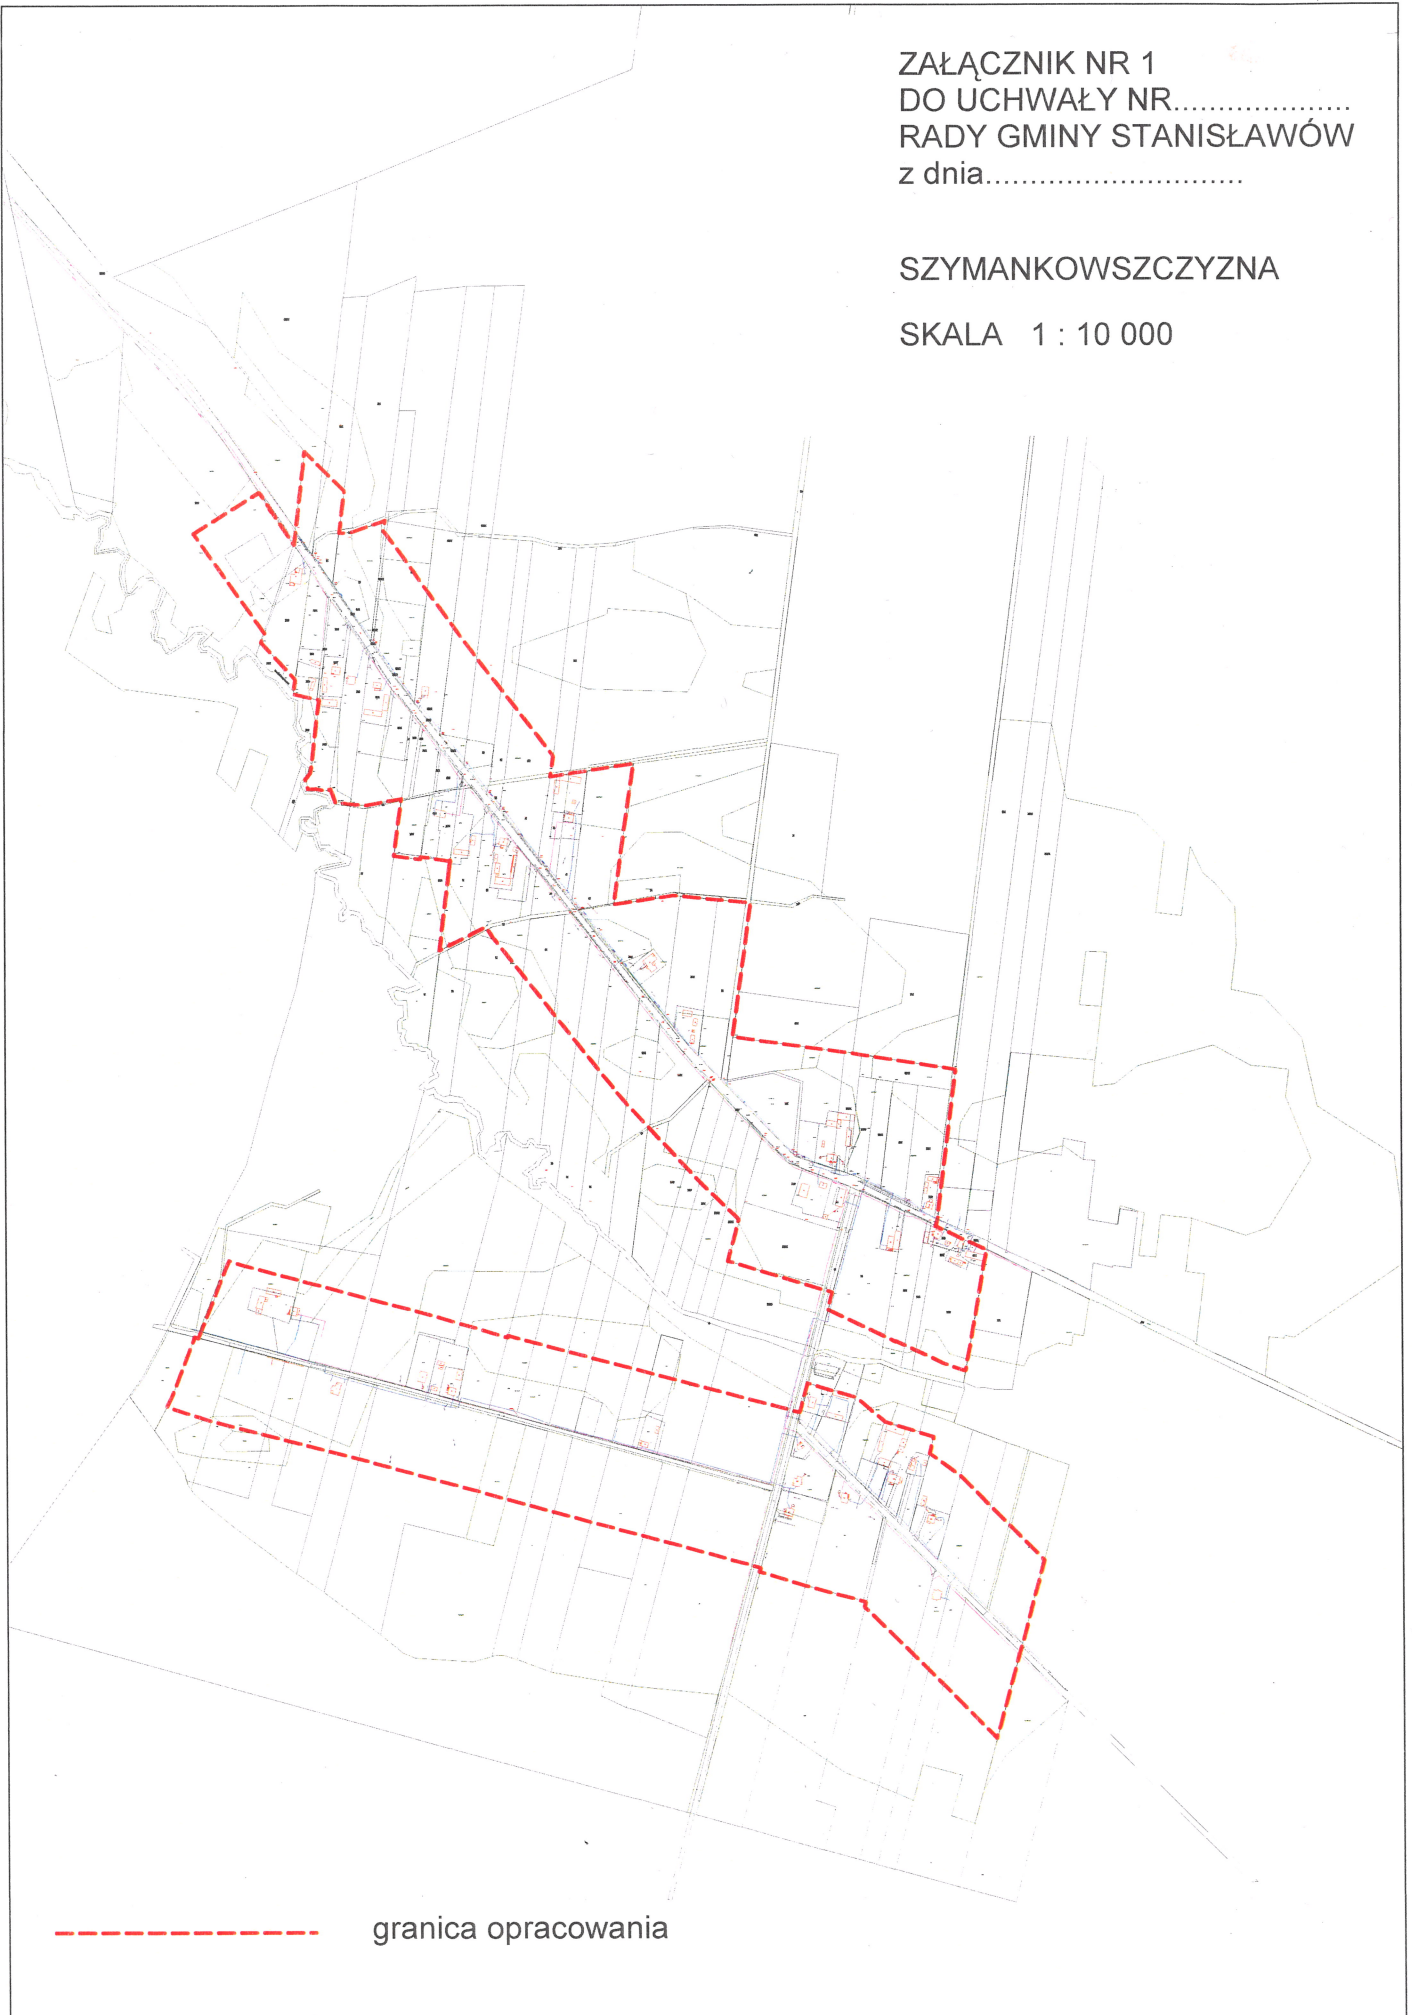 ZAŁĄCZNIK NR 1
DO UCHWAŁY NR....................
RADY GMINY STANISŁAWÓW
z dnia.............................
SZYMANKOWSZCZYZNA
SKALA 1 : 10 000
granica opracowania